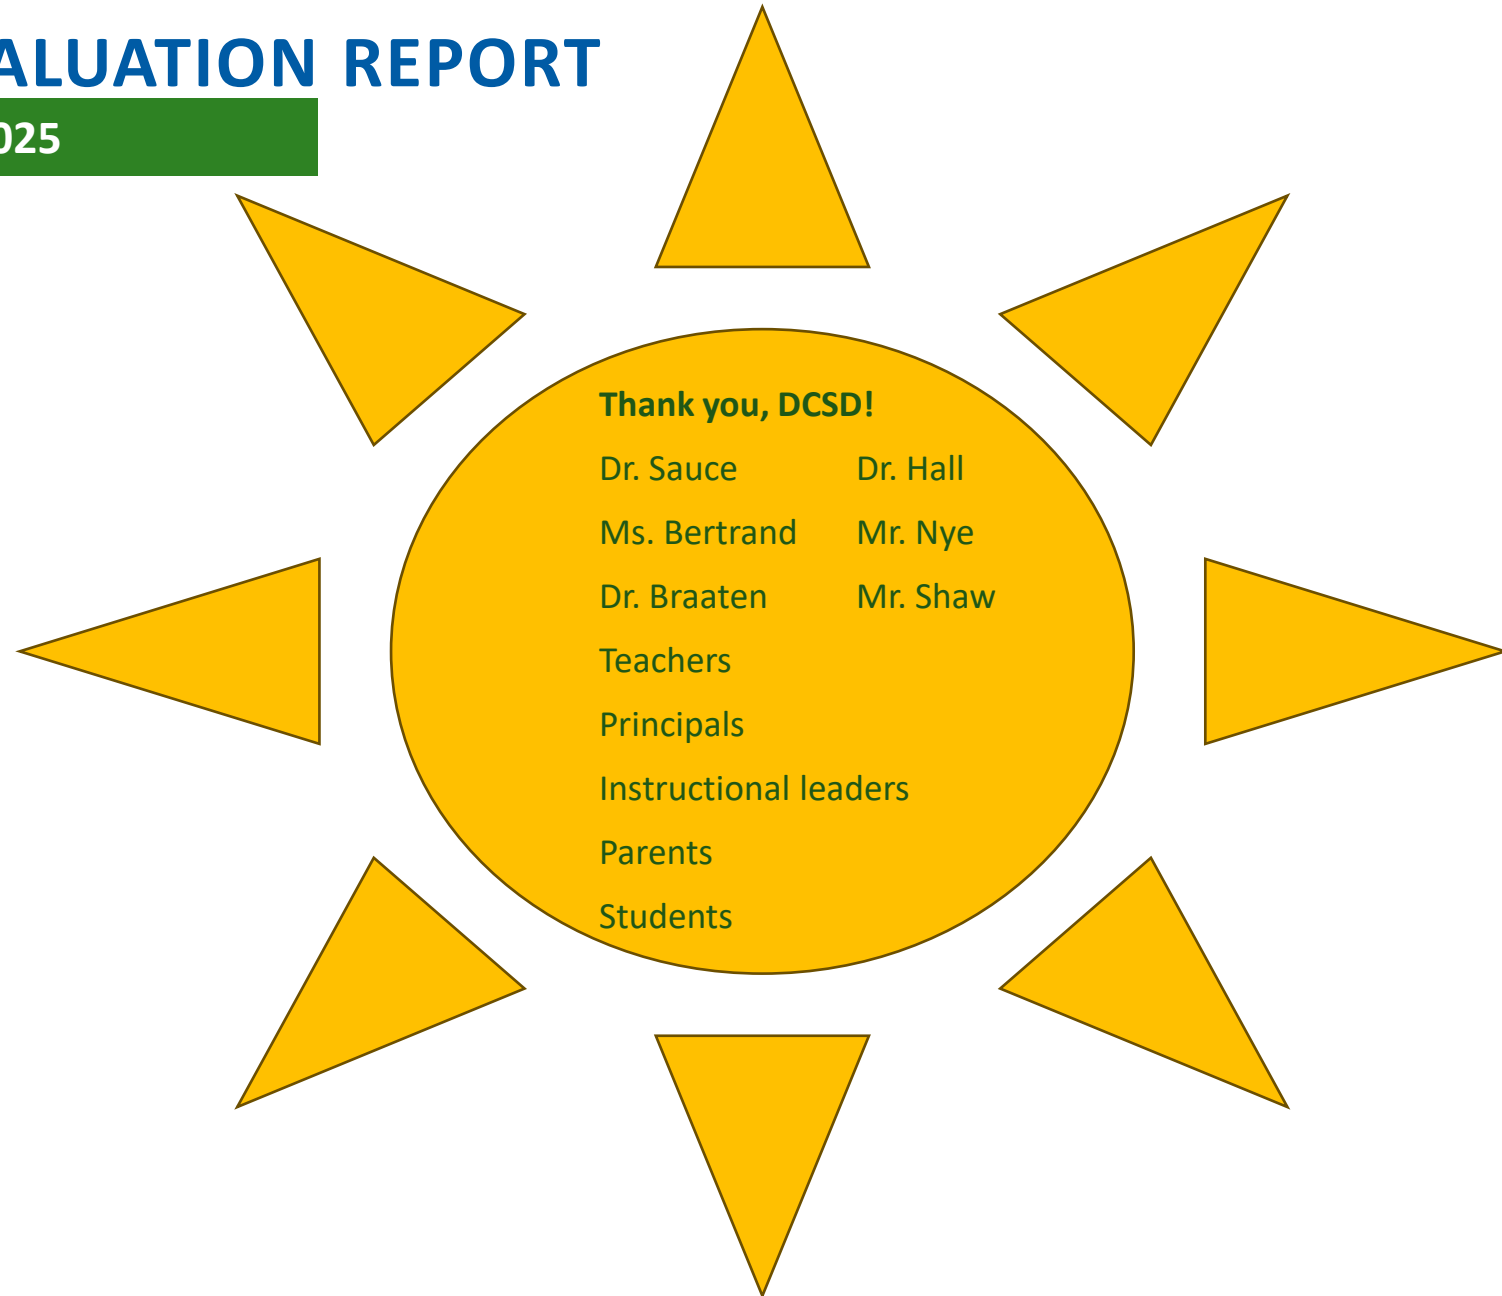 ALUATION REPORT
025
Thank you, DCSD!
Dr. Sauce Dr. Hall
Ms. Bertrand Mr. Nye
Dr. Braaten Mr. Shaw
Teachers
Principals
Instructional leaders
Parents
Students